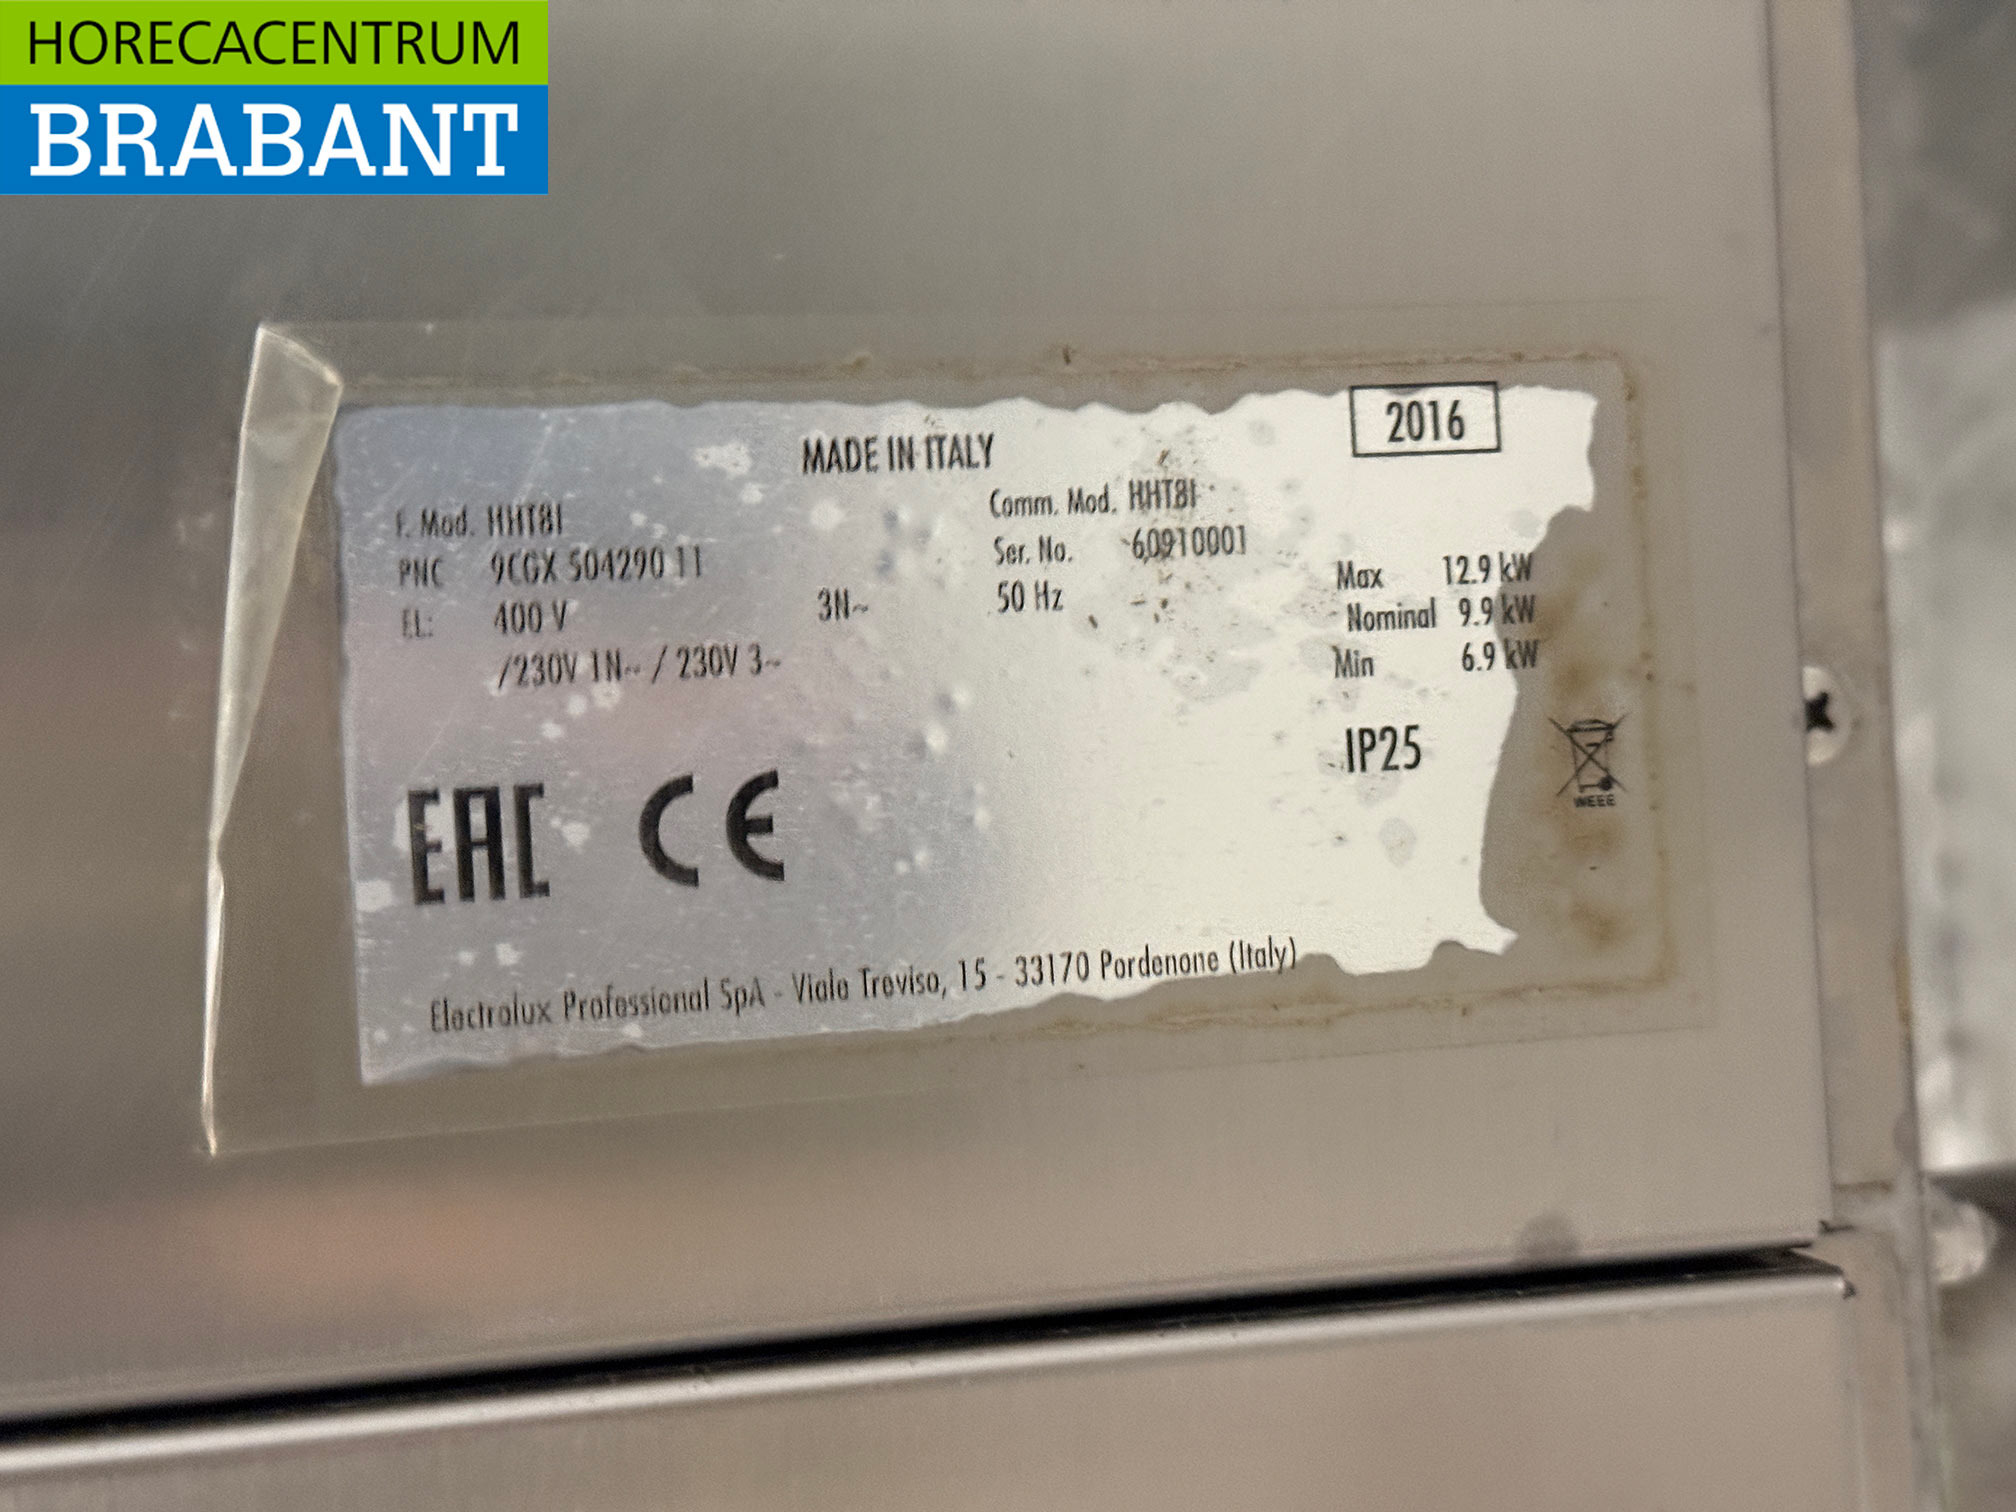 HORECACENTRUM
BRABANT
2016
MADE IN ITALY
F. Mod. HHT8I
Comm. Mod. HHT8I
PNC 9CGX 504290 11
Ser. No. 60910001
EL: 400 V 3N~ 50 Hz
/230V 1N~ / 230V 3~
Max 12.9 kW
Nominal 9.9 kW
Min 6.9 kW
IP25
WEEE
EAC CE
Electrolux Professional SpA - Viale Treviso, 15 - 33170 Pordenone (Italy)